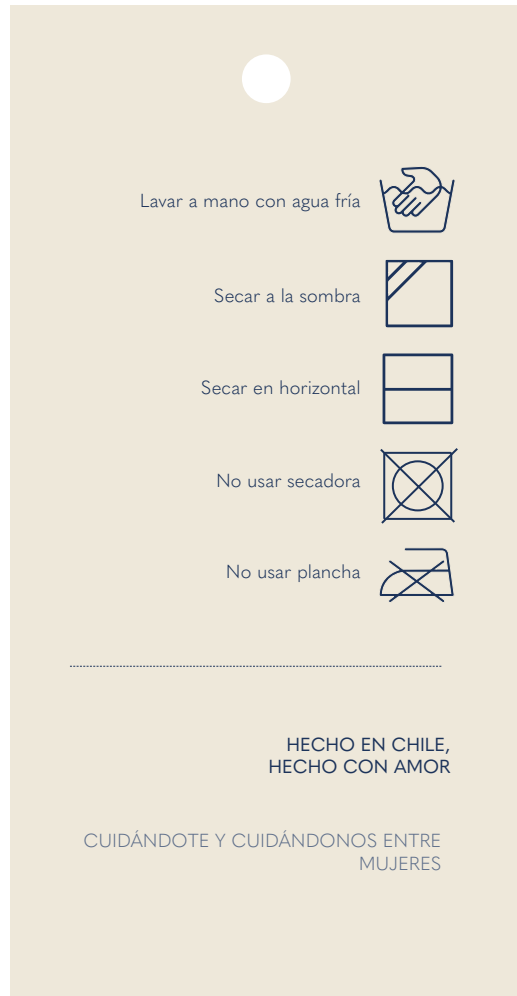 Lavar a mano con agua fría
Secar a la sombra
Secar en horizontal
No usar secadora
No usar plancha
HECHO EN CHILE,
HECHO CON AMOR
CUIDÁNDOTE Y CUIDÁNDONOS ENTRE
MUJERES